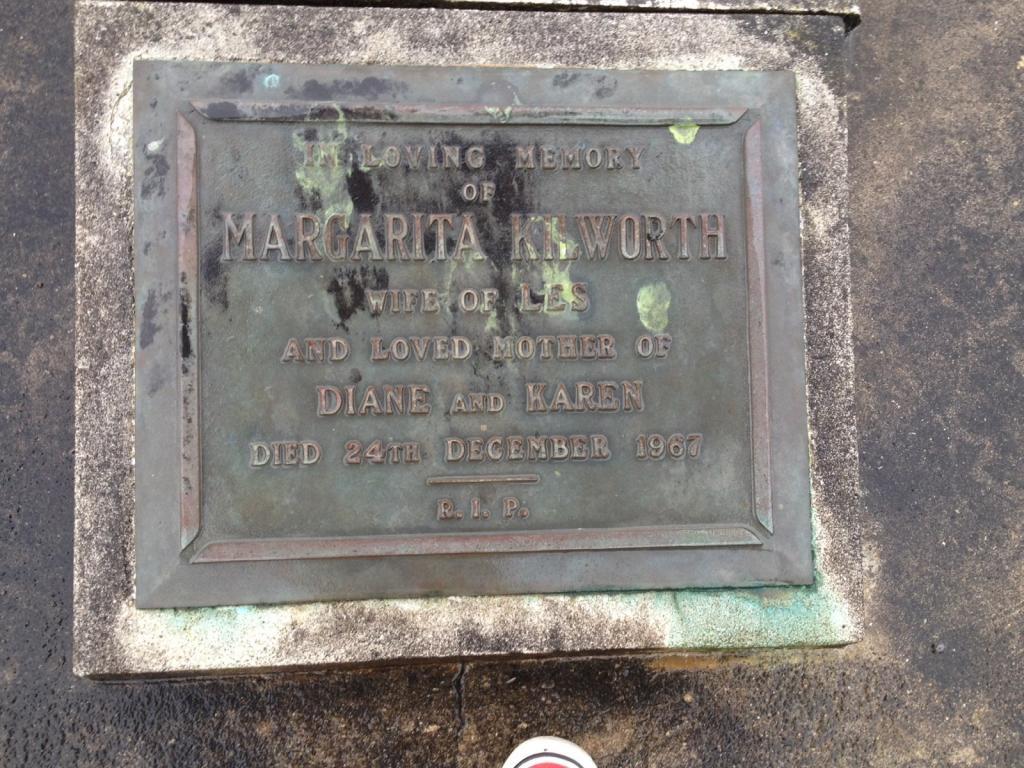 IN LOVING MEMORY
OF
MARGARITA KILWORTH
WIFE OF LES
AND LOVED MOTHER OF
DIANE AND KAREN
DIED 24TH DECEMBER 1967
R. I. P.